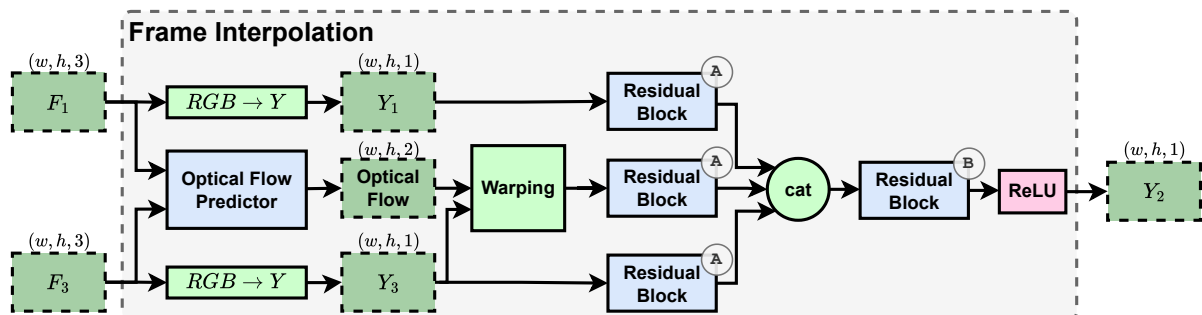 Frame Interpolation
(w, h, 3)
F₁
RGB → Y
(w, h, 1)
Y₁
Residual
Block
A
Optical Flow
Predictor
(w, h, 2)
Optical
Flow
Warping
Residual
Block
A
cat
Residual
Block
B
ReLU
(w, h, 1)
Y₂
(w, h, 3)
F₃
RGB → Y
(w, h, 1)
Y₃
Residual
Block
A